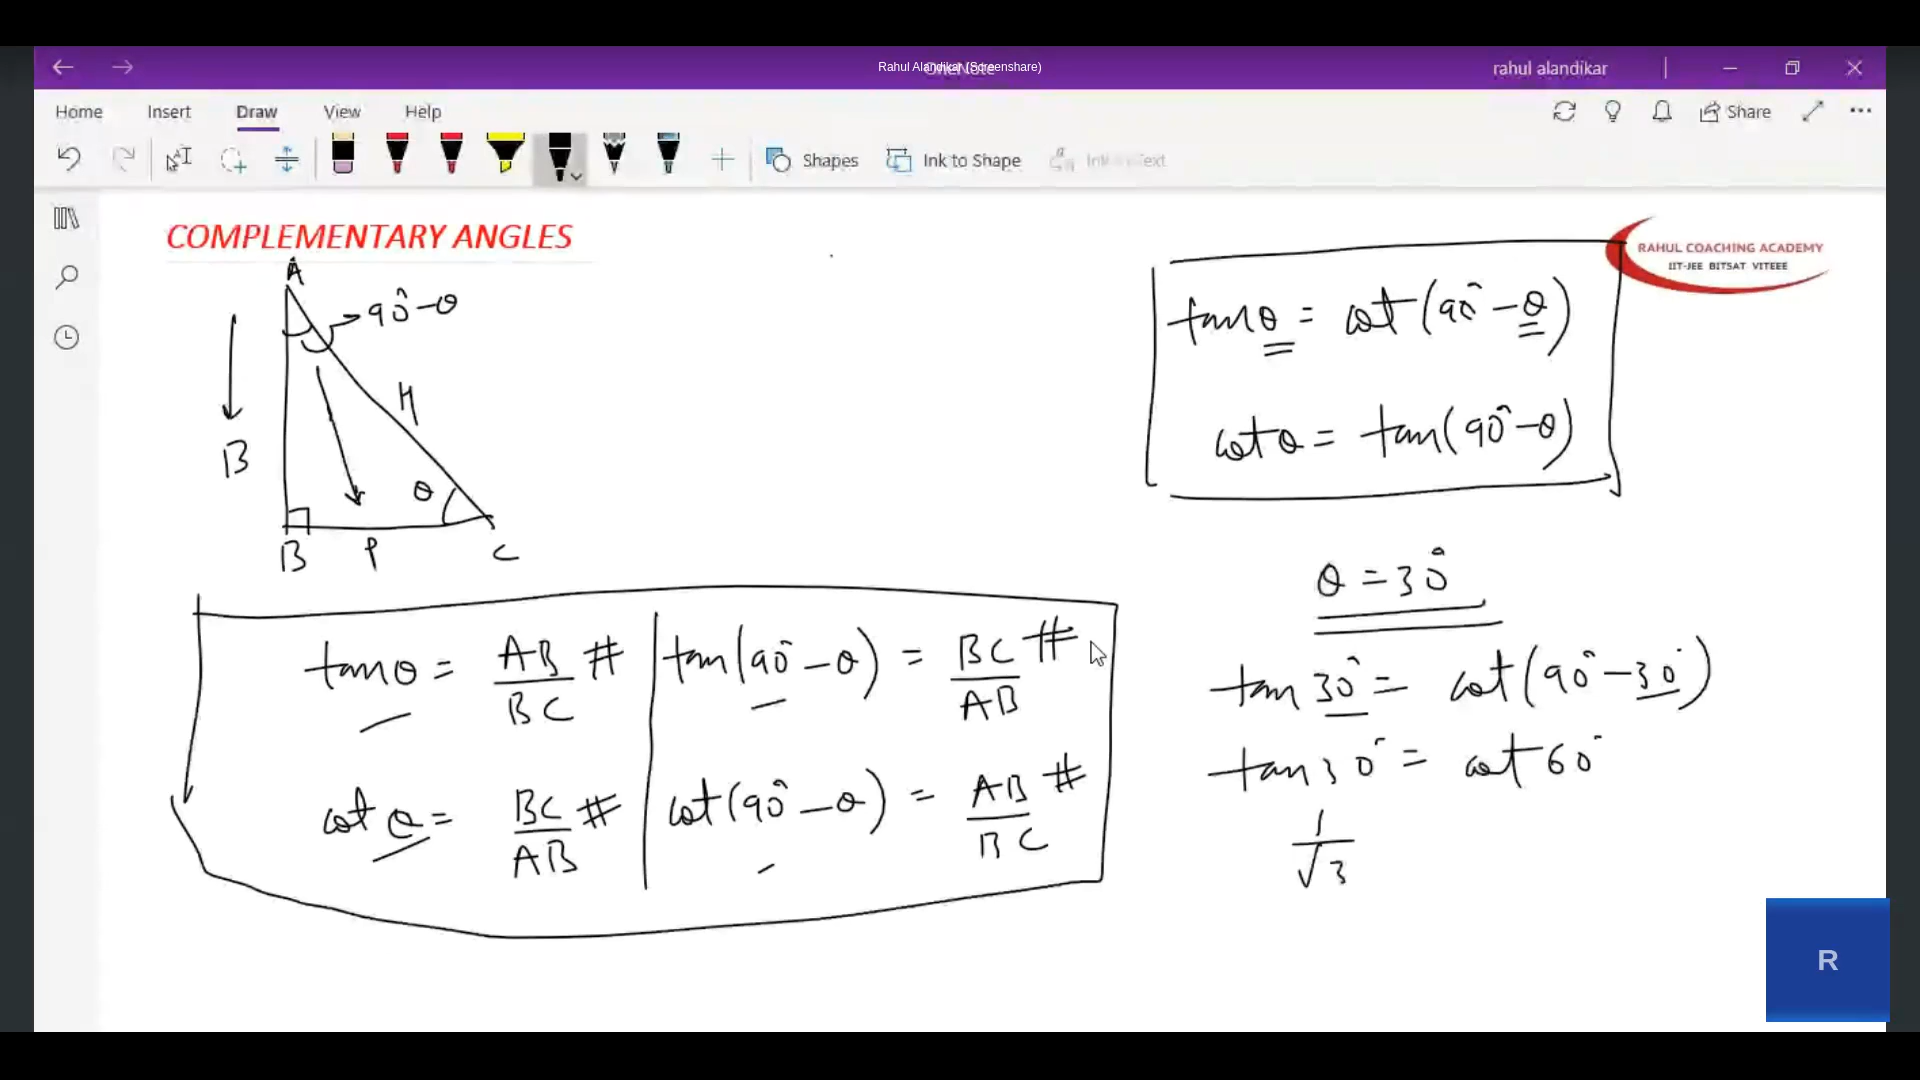 Rahul Alandikar (Screenshare)
rahul alandikar
Home Insert Draw View Help
Share
Shapes Ink to Shape Ink to Text
COMPLEMENTARY ANGLES
RAHUL COACHING ACADEMY
IIT-JEE BITSAT VITEEE
A
90° - θ
H
B
θ
B P C
tan θ = cot (90° - θ)
cot θ = tan (90° - θ)
θ = 30°
tan θ = AB/BC # | tan (90° - θ) = BC/AB #
cot θ = BC/AB # | cot (90° - θ) = AB/BC #
tan 30° = cot (90° - 30°)
tan 30° = cot 60°
1/√3
R